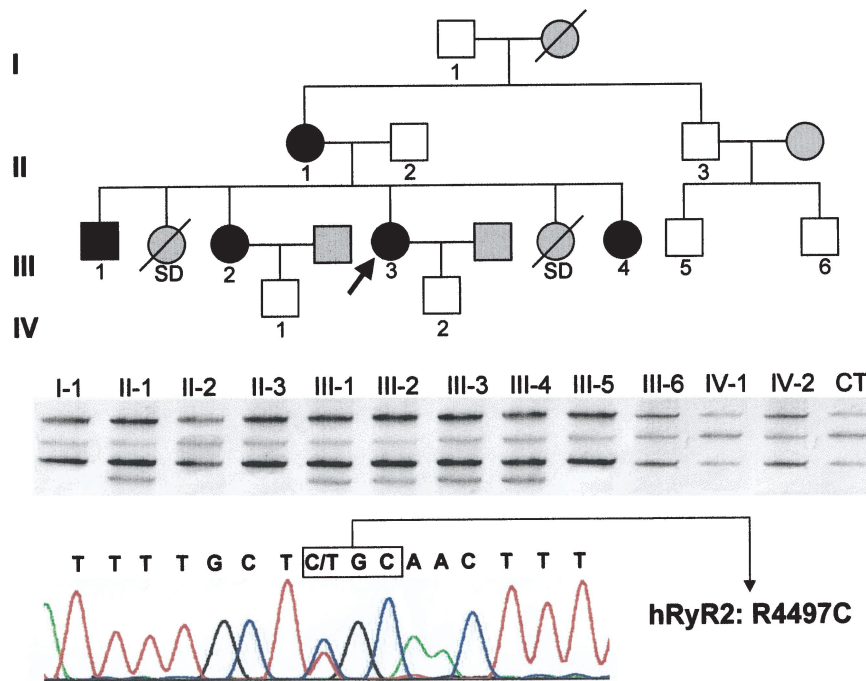 I
1
II
1 2 3
III
1 SD 2 3 SD 4 5 6
IV
1 2
I-1 II-1 II-2 II-3 III-1 III-2 III-3 III-4 III-5 III-6 IV-1 IV-2 CT
T T T T G C T C/T G C A A C T T T
hRyR2: R4497C